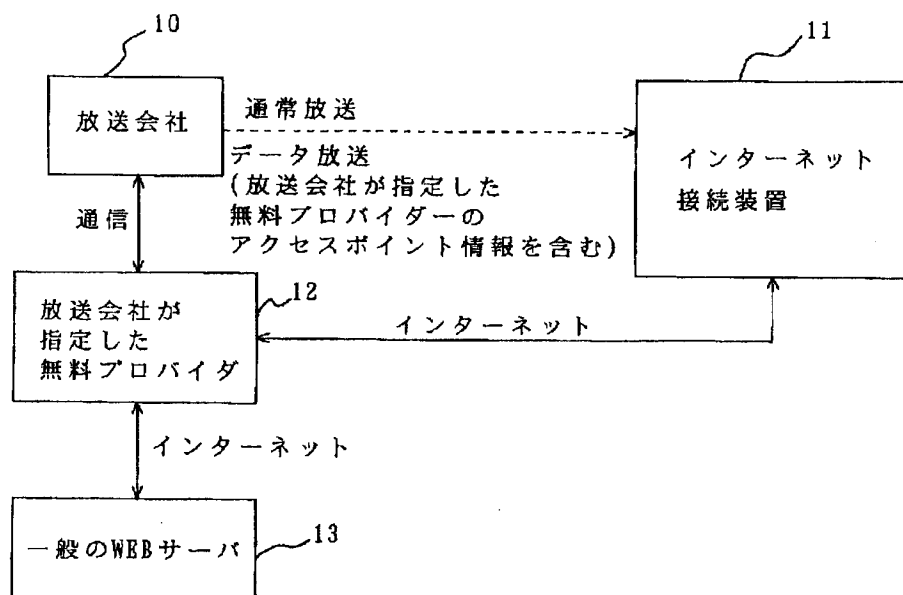 10
放送会社
通常放送
データ放送
(放送会社が指定した
無料プロバイダーの
アクセスポイント情報を含む)
11
インターネット
接続装置
通信
12
放送会社が
指定した
無料プロバイダ
インターネット
インターネット
一般のWEBサーバ
13